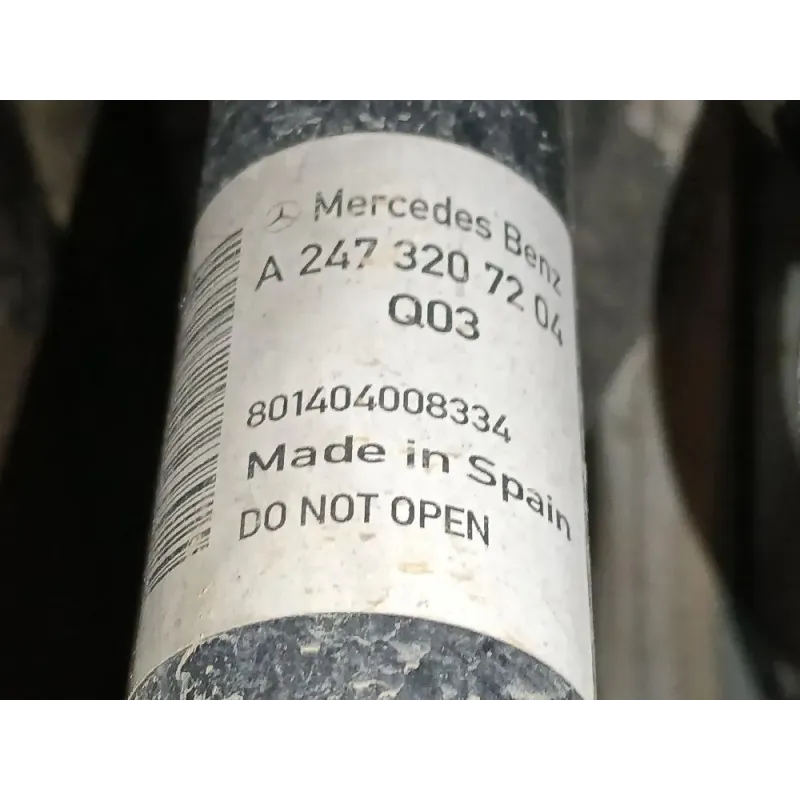 Mercedes Benz
A 247 320 72 04
Q03
801404008334
Made in Spain
DO NOT OPEN